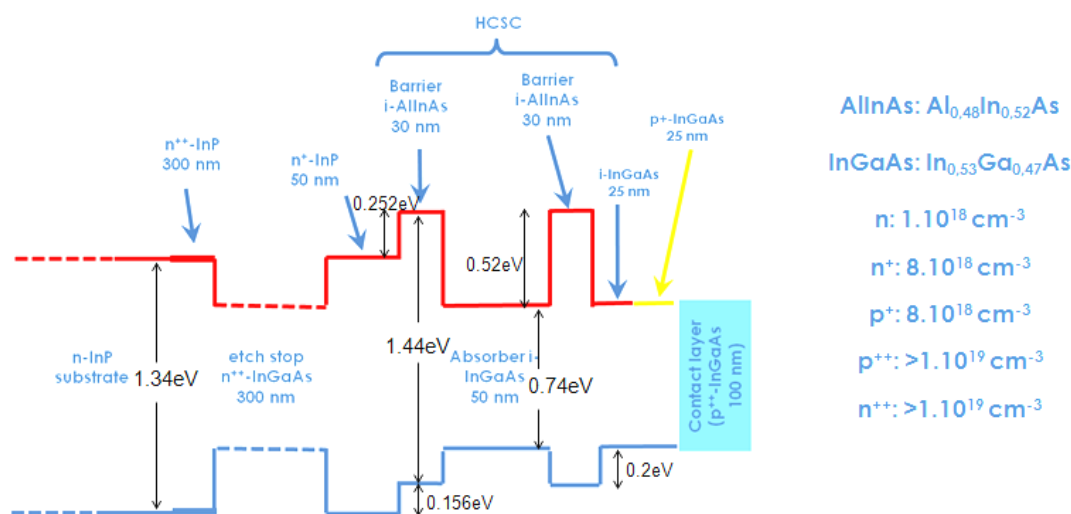 HCSC
Barrier
i-AlInAs
30 nm
Barrier
i-AlInAs
30 nm
p+-InGaAs
25 nm
n⁺⁺-InP
300 nm
n⁺-InP
50 nm
i-InGaAs
25 nm
0.252eV
0.52eV
n-InP
substrate
1.34eV
etch stop
n⁺⁺-InGaAs
300 nm
1.44eV
Absorber i-
InGaAs
50 nm
0.74eV
Contact layer
(p⁺⁺-InGaAs
100 nm)
0.156eV
0.2eV
AlInAs: Al₀,₄₈In₀,₅₂As
InGaAs: In₀,₅₃Ga₀,₄₇As
n: 1.10¹⁸ cm⁻³
n⁺: 8.10¹⁸ cm⁻³
p⁺: 8.10¹⁸ cm⁻³
p⁺⁺: >1.10¹⁹ cm⁻³
n⁺⁺: >1.10¹⁹ cm⁻³